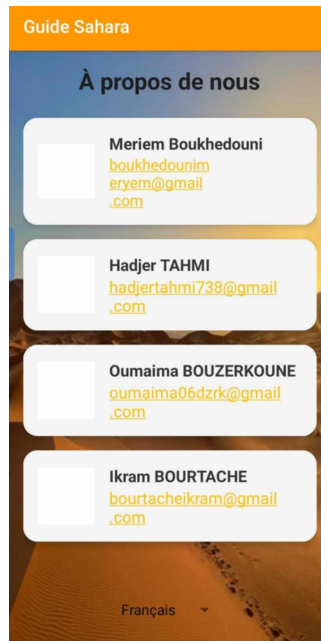 Guide Sahara
À propos de nous
Meriem Boukhedouni
boukhedounim
eryem@gmail
.com
Hadjer TAHMI
hadjertahmi738@gmail
.com
Oumaima BOUZERKOUNE
oumaima06dzrk@gmail
.com
Ikram BOURTACHE
bourtacheikram@gmail
.com
Français